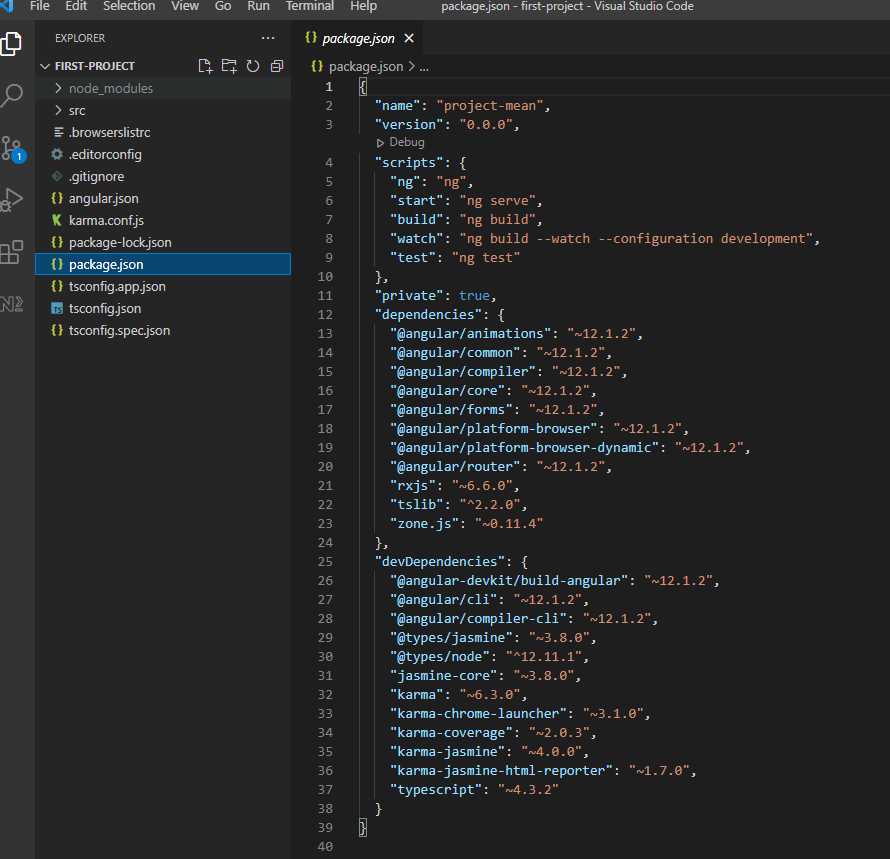 File Edit Selection View Go Run Terminal Help package.json - first-project - Visual Studio Code
EXPLORER
FIRST-PROJECT
node_modules
src
.browserslistrc
.editorconfig
.gitignore
angular.json
karma.conf.js
package-lock.json
package.json
tsconfig.app.json
TS tsconfig.json
tsconfig.spec.json
1
{} package.json ×
{} package.json > ...
1 {
2 "name": "project-mean",
3 "version": "0.0.0",
Debug
4 "scripts": {
5 "ng": "ng",
6 "start": "ng serve",
7 "build": "ng build",
8 "watch": "ng build --watch --configuration development",
9 "test": "ng test"
10 },
11 "private": true,
12 "dependencies": {
13 "@angular/animations": "~12.1.2",
14 "@angular/common": "~12.1.2",
15 "@angular/compiler": "~12.1.2",
16 "@angular/core": "~12.1.2",
17 "@angular/forms": "~12.1.2",
18 "@angular/platform-browser": "~12.1.2",
19 "@angular/platform-browser-dynamic": "~12.1.2",
20 "@angular/router": "~12.1.2",
21 "rxjs": "~6.6.0",
22 "tslib": "^2.2.0",
23 "zone.js": "~0.11.4"
24 },
25 "devDependencies": {
26 "@angular-devkit/build-angular": "~12.1.2",
27 "@angular/cli": "~12.1.2",
28 "@angular/compiler-cli": "~12.1.2",
29 "@types/jasmine": "~3.8.0",
30 "@types/node": "^12.11.1",
31 "jasmine-core": "~3.8.0",
32 "karma": "~6.3.0",
33 "karma-chrome-launcher": "~3.1.0",
34 "karma-coverage": "~2.0.3",
35 "karma-jasmine": "~4.0.0",
36 "karma-jasmine-html-reporter": "~1.7.0",
37 "typescript": "~4.3.2"
38 }
39 }
40